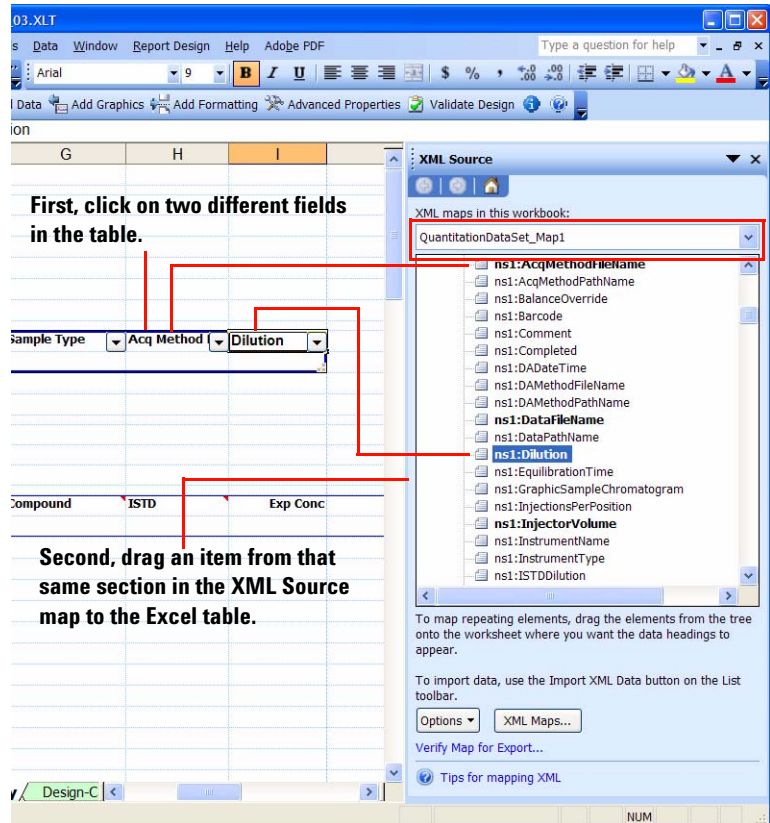 03.XLT
s Data Window Report Design Help Adobe PDF Type a question for help
Arial 9 B I U $ % , .00 .00 A
Data Add Graphics Add Formatting Advanced Properties Validate Design
ion
G H I
XML Source
XML maps in this workbook:
QuantitationDataSet_Map1
First, click on two different fields
in the table.
ns1:AcqMethodFileName
ns1:AcqMethodPathName
ns1:BalanceOverride
ns1:Barcode
ns1:Comment
ns1:Completed
ns1:DADateTime
ns1:DAMethodFileName
ns1:DAMethodPathName
ns1:DataFileName
ns1:DataPathName
ns1:Dilution
ns1:EquilibrationTime
ns1:GraphicSampleChromatogram
ns1:InjectionsPerPosition
ns1:InjectorVolume
ns1:InstrumentName
ns1:InstrumentType
ns1:ISTDDilution
Sample Type Acq Method Dilution
Compound ISTD Exp Conc
Second, drag an item from that
same section in the XML Source
map to the Excel table.
To map repeating elements, drag the elements from the tree
onto the worksheet where you want the data headings to
appear.
To import data, use the Import XML Data button on the List
toolbar.
Options XML Maps...
Verify Map for Export...
Tips for mapping XML
Design-C
NUM